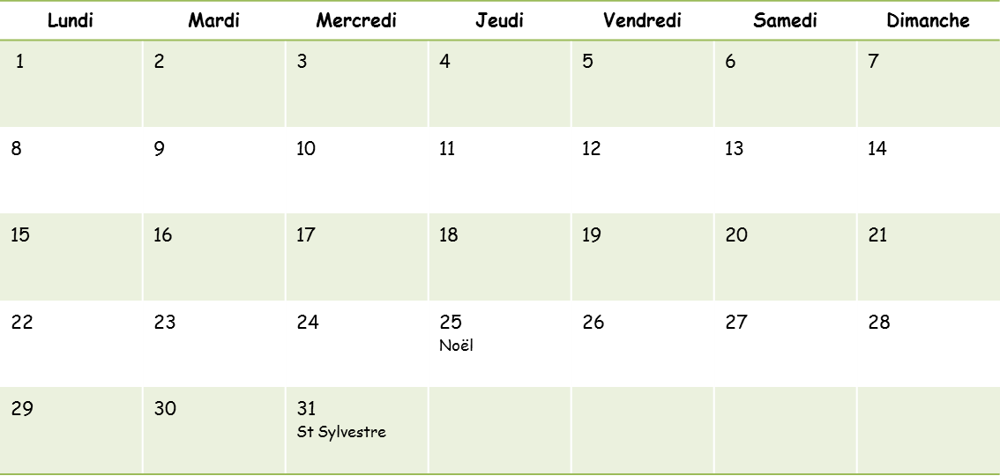 Lundi Mardi Mercredi Jeudi Vendredi Samedi Dimanche
1 2 3 4 5 6 7
8 9 10 11 12 13 14
15 16 17 18 19 20 21
22 23 24 25 26 27 28
Noël
29 30 31
St Sylvestre